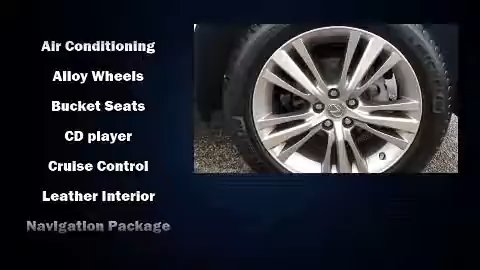 Air Conditioning
Alloy Wheels
Bucket Seats
CD player
Cruise Control
Leather Interior
Navigation Package